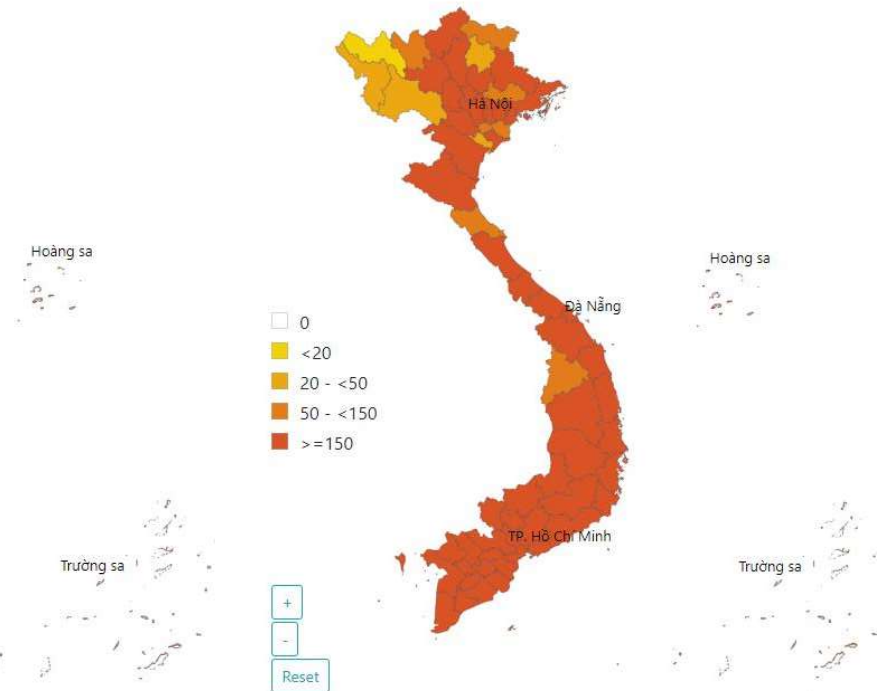 Hà Nội
Hoàng sa
Hoàng sa
Đà Nẵng
0
<20
20 - <50
50 - <150
>=150
TP. Hồ Chí Minh
Trường sa
Trường sa
+
-
Reset